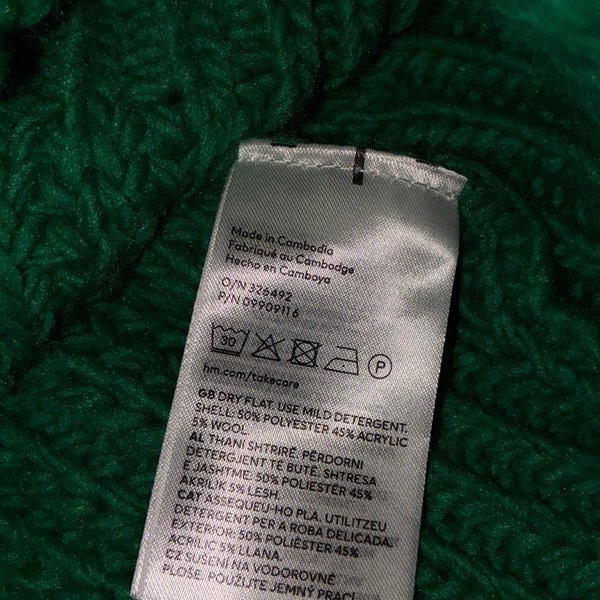 Made in Cambodia
Fabriqué au Cambodge
Hecho en Camboya
O/N 326492
P/N 09909116
30 P
hm.com/takecare
GB DRY FLAT. USE MILD DETERGENT.
SHELL: 50% POLYESTER 45% ACRYLIC
5% WOOL
AL THANI SHTRIRË. PËRDORNI
DETERGJENT TË BUTË. SHTRESA
E JASHTME: 50% POLIESTËR 45%
AKRILIK 5% LESH.
CAT ASSEQUEU-HO PLA. UTILITZEU
DETERGENT PER A ROBA DELICADA.
EXTERIOR: 50% POLIÈSTER 45%
ACRÍLIC 5% LLANA.
CZ SUŠENÍ NA VODOROVNÉ
PLOŠE. POUŽIJTE JEMNÝ PRACÍ